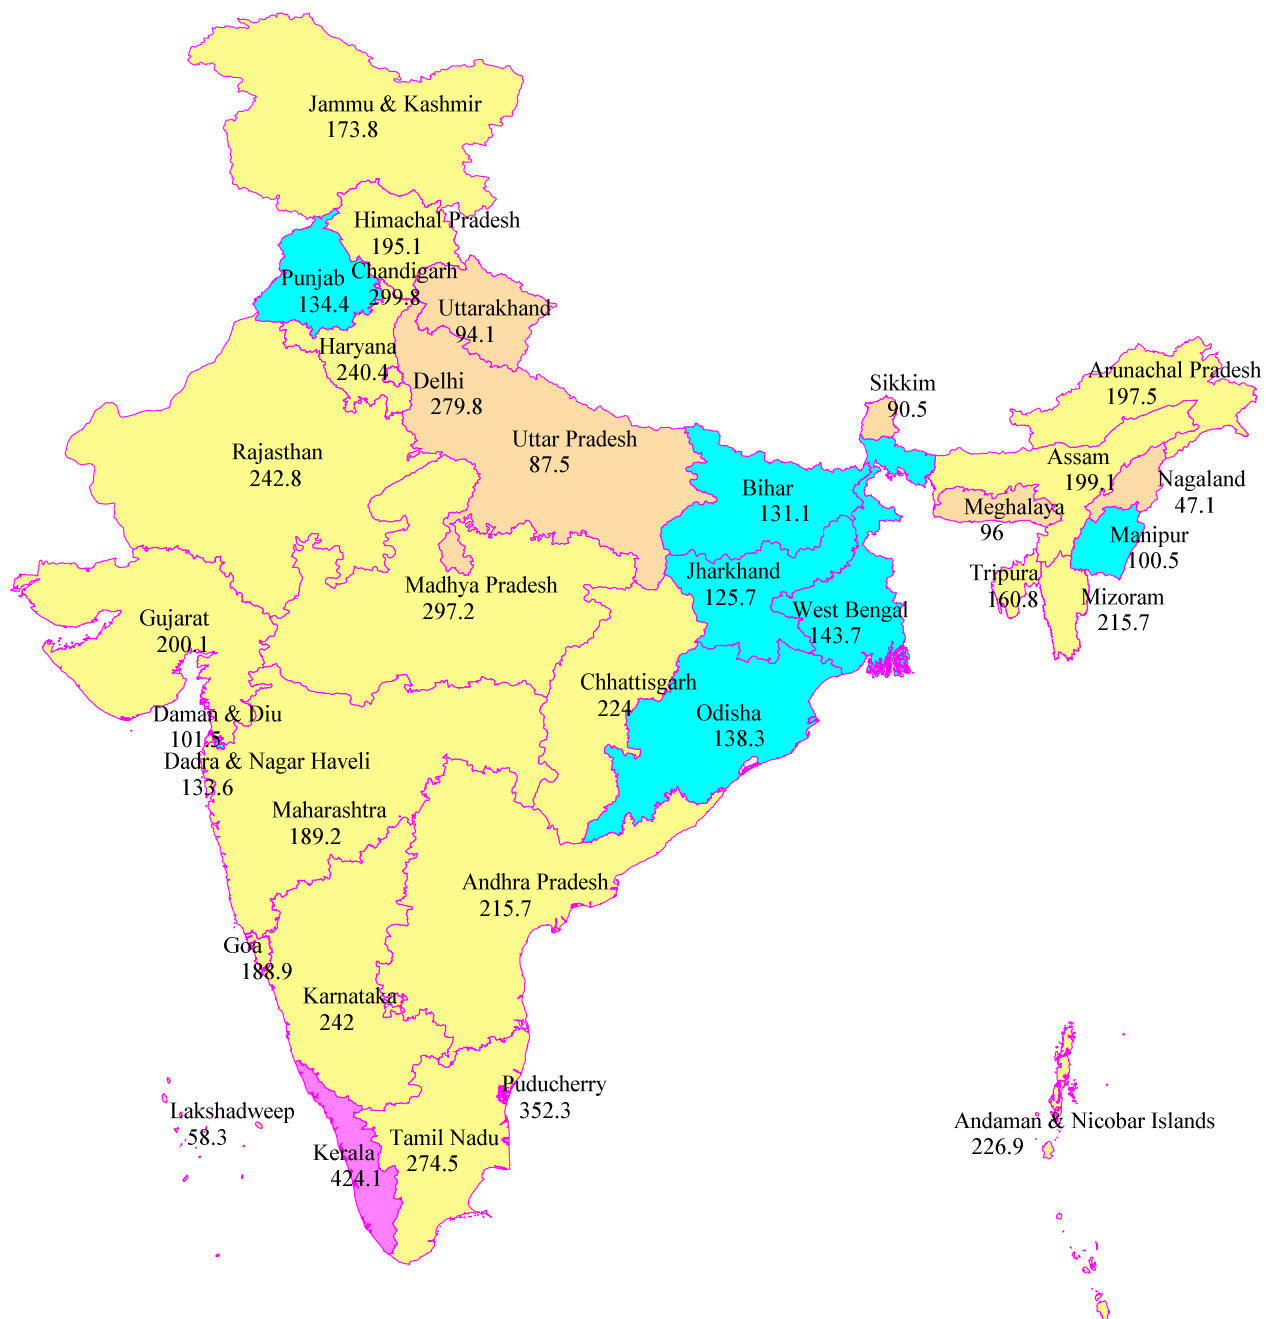 Jammu & Kashmir
173.8
Himachal Pradesh
195.1
Punjab
134.4
Chandigarh
299.8
Uttarakhand
94.1
Haryana
240.4
Delhi
279.8
Uttar Pradesh
87.5
Rajasthan
242.8
Sikkim
90.5
Arunachal Pradesh
197.5
Assam
199.1
Nagaland
47.1
Meghalaya
96
Manipur
100.5
Tripura
160.8
Mizoram
215.7
Bihar
131.1
Jharkhand
125.7
West Bengal
143.7
Madhya Pradesh
297.2
Gujarat
200.1
Chhattisgarh
224
Odisha
138.3
Daman & Diu
101.5
Dadra & Nagar Haveli
133.6
Maharashtra
189.2
Andhra Pradesh
215.7
Goa
188.9
Karnataka
242
Puducherry
352.3
Lakshadweep
58.3
Kerala
424.1
Tamil Nadu
274.5
Andaman & Nicobar Islands
226.9